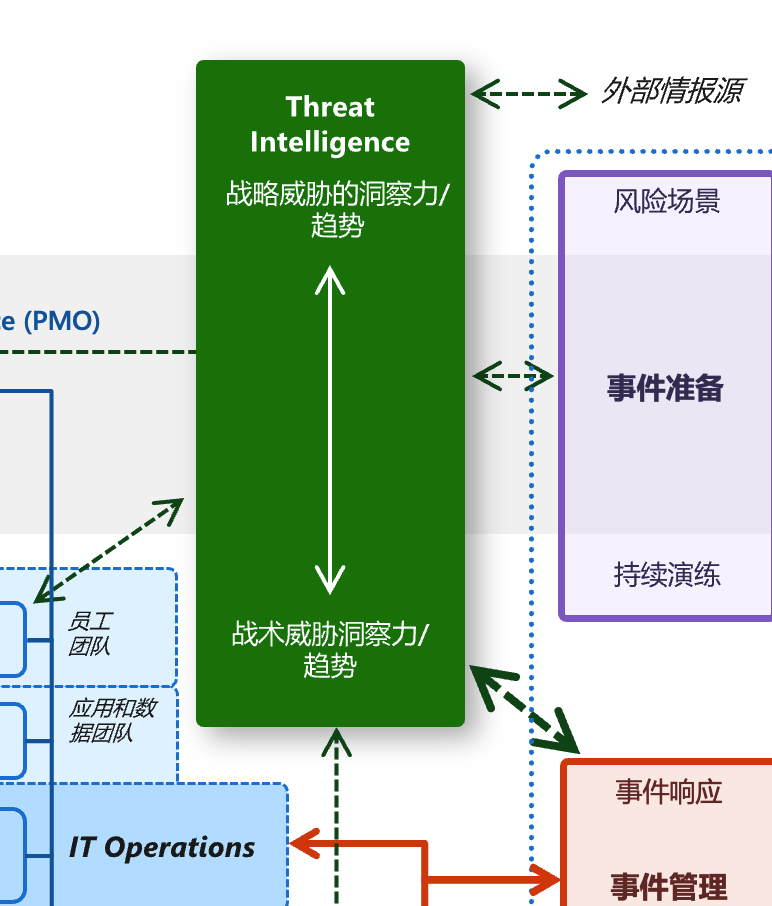 Threat
Intelligence
战略威胁的洞察力/
趋势
外部情报源
风险场景
(PMO)
事件准备
持续演练
员工
团队
战术威胁洞察力/
趋势
应用和数
据团队
事件响应
IT Operations
事件管理